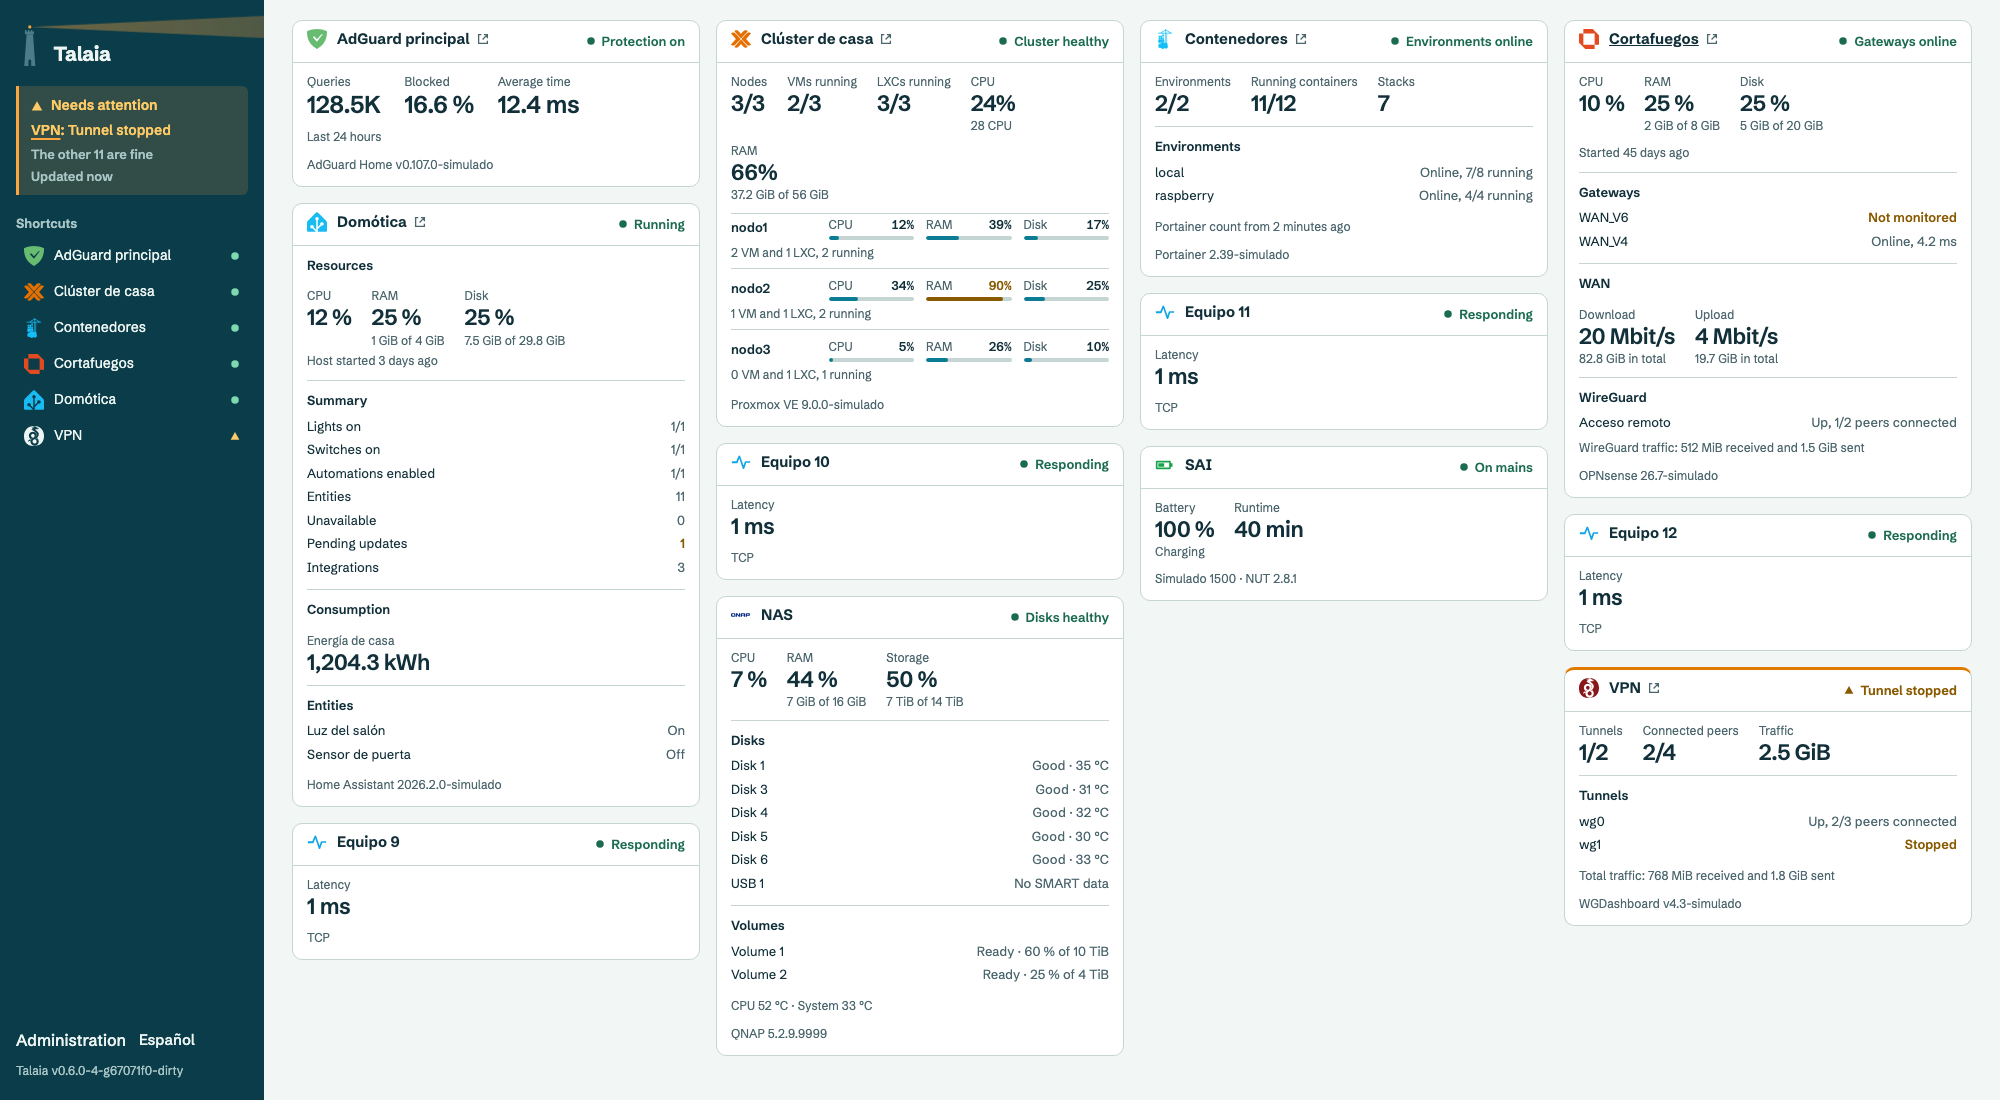 Talaia
Needs attention
VPN: Tunnel stopped
The other 11 are fine
Updated now
Shortcuts
AdGuard principal
Clúster de casa
Contenedores
Cortafuegos
Domótica
VPN
Administration Español
Talaia v0.6.0-4-g67071f0-dirty
AdGuard principal Protection on
Queries Blocked Average time
128.5K 16.6 % 12.4 ms
Last 24 hours
AdGuard Home v0.107.0-simulado
Domótica Running
Resources
CPU RAM Disk
12 % 25 % 25 %
1 GiB of 4 GiB 7.5 GiB of 29.8 GiB
Host started 3 days ago
Summary
Lights on 1/1
Switches on 1/1
Automations enabled 1/1
Entities 11
Unavailable 0
Pending updates 1
Integrations 3
Consumption
Energía de casa
1,204.3 kWh
Entities
Luz del salón On
Sensor de puerta Off
Home Assistant 2026.2.0-simulado
Equipo 9 Responding
Latency
1 ms
TCP
Clúster de casa Cluster healthy
Nodes VMs running LXCs running CPU
3/3 2/3 3/3 24%
28 CPU
RAM
66%
37.2 GiB of 56 GiB
nodo1 CPU 12% RAM 39% Disk 17%
2 VM and 1 LXC, 2 running
nodo2 CPU 34% RAM 90% Disk 25%
1 VM and 1 LXC, 2 running
nodo3 CPU 5% RAM 26% Disk 10%
0 VM and 1 LXC, 1 running
Proxmox VE 9.0.0-simulado
Equipo 10 Responding
Latency
1 ms
TCP
QNAP NAS Disks healthy
CPU RAM Storage
7 % 44 % 50 %
7 GiB of 16 GiB 7 TiB of 14 TiB
Disks
Disk 1 Good · 35 °C
Disk 3 Good · 31 °C
Disk 4 Good · 32 °C
Disk 5 Good · 30 °C
Disk 6 Good · 33 °C
USB 1 No SMART data
Volumes
Volume 1 Ready · 60 % of 10 TiB
Volume 2 Ready · 25 % of 4 TiB
CPU 52 °C · System 33 °C
QNAP 5.2.9.9999
Contenedores Environments online
Environments Running containers Stacks
2/2 11/12 7
Environments
local Online, 7/8 running
raspberry Online, 4/4 running
Portainer count from 2 minutes ago
Portainer 2.39-simulado
Equipo 11 Responding
Latency
1 ms
TCP
SAI On mains
Battery Runtime
100 % 40 min
Charging
Simulado 1500 · NUT 2.8.1
Cortafuegos Gateways online
CPU RAM Disk
10 % 25 % 25 %
2 GiB of 8 GiB 5 GiB of 20 GiB
Started 45 days ago
Gateways
WAN_V6 Not monitored
WAN_V4 Online, 4.2 ms
WAN
Download Upload
20 Mbit/s 4 Mbit/s
82.8 GiB in total 19.7 GiB in total
WireGuard
Acceso remoto Up, 1/2 peers connected
WireGuard traffic: 512 MiB received and 1.5 GiB sent
OPNsense 26.7-simulado
Equipo 12 Responding
Latency
1 ms
TCP
VPN Tunnel stopped
Tunnels Connected peers Traffic
1/2 2/4 2.5 GiB
Tunnels
wg0 Up, 2/3 peers connected
wg1 Stopped
Total traffic: 768 MiB received and 1.8 GiB sent
WGDashboard v4.3-simulado